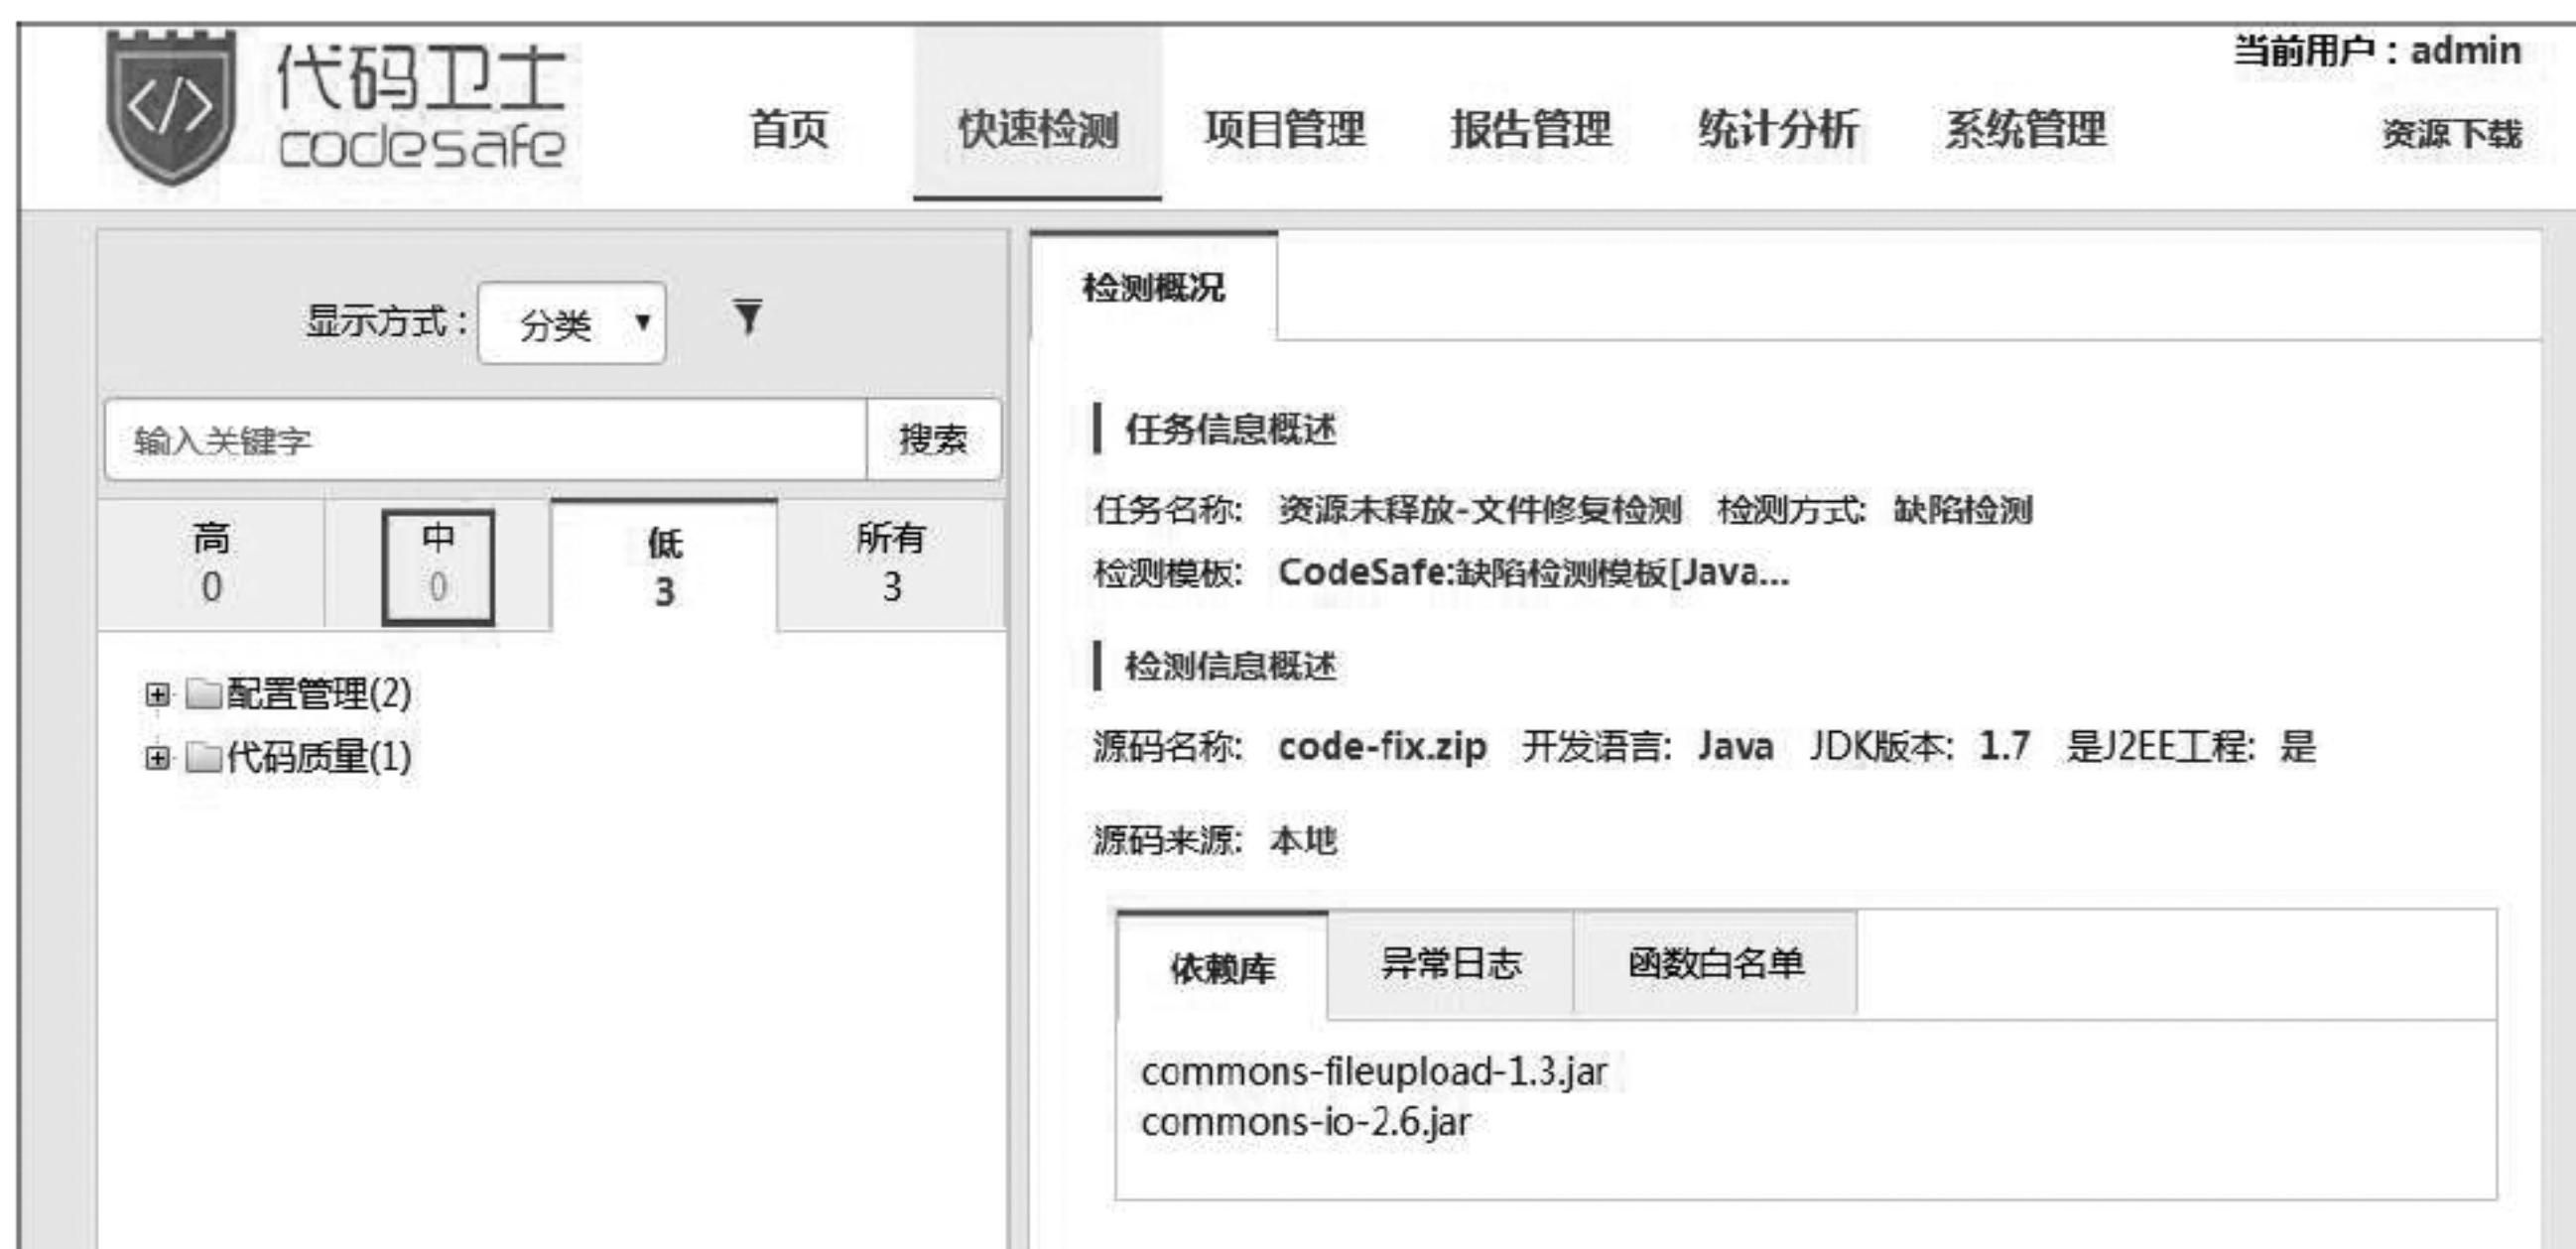 代码卫士
codesafe
当前用户：admin
首页 快速检测 项目管理 报告管理 统计分析 系统管理 资源下载
显示方式： 分类
输入关键字 搜索
高 中 低 所有
0 0 3 3
配置管理(2)
代码质量(1)
检测概况
任务信息概述
任务名称: 资源未释放-文件修复检测 检测方式: 缺陷检测
检测模板: CodeSafe:缺陷检测模板[Java...
检测信息概述
源码名称: code-fix.zip 开发语言: Java JDK版本: 1.7 是J2EE工程: 是
源码来源: 本地
依赖库 异常日志 函数白名单
commons-fileupload-1.3.jar
commons-io-2.6.jar